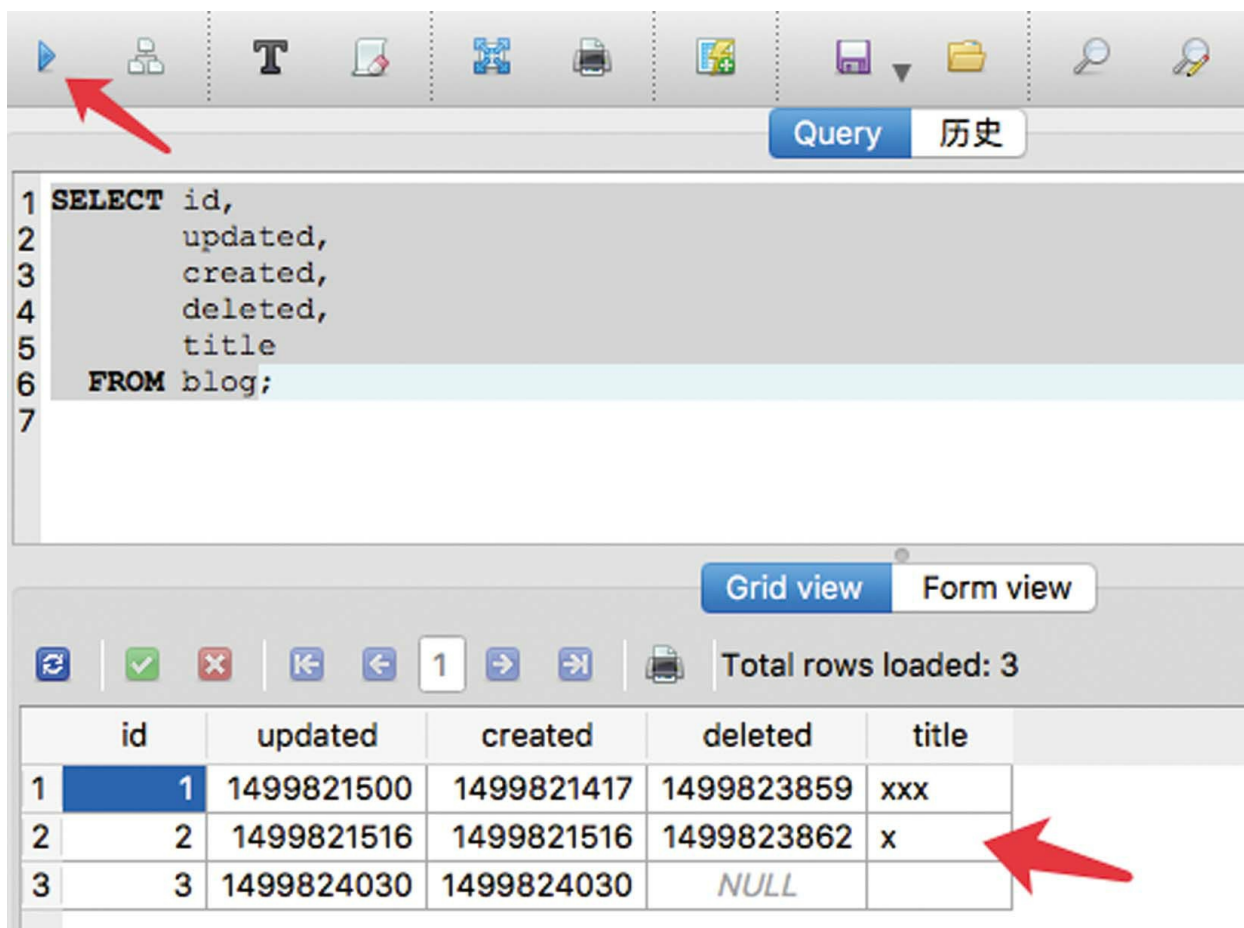 T
Query 历史
1 SELECT id,
2 updated,
3 created,
4 deleted,
5 title
6 FROM blog;
7
Grid view Form view
1 Total rows loaded: 3
id updated created deleted title
1 1 1499821500 1499821417 1499823859 xxx
2 2 1499821516 1499821516 1499823862 x
3 3 1499824030 1499824030 NULL